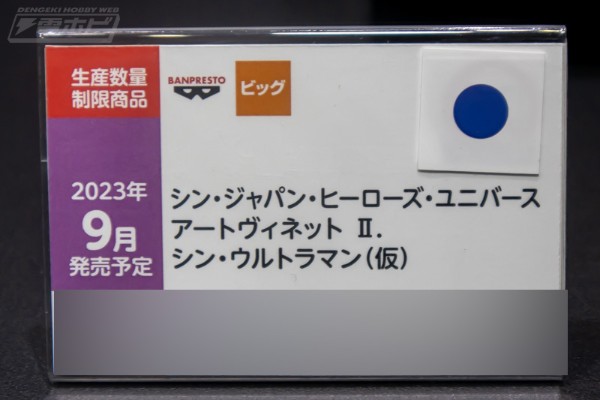 DENGEKI HOBBY WEB
電ホビ
生産数量
制限商品
BANPRESTO
ビッグ
2023年
9月
発売予定
シン・ジャパン・ヒーローズ・ユニバース
アートヴィネット Ⅱ.
シン・ウルトラマン(仮)